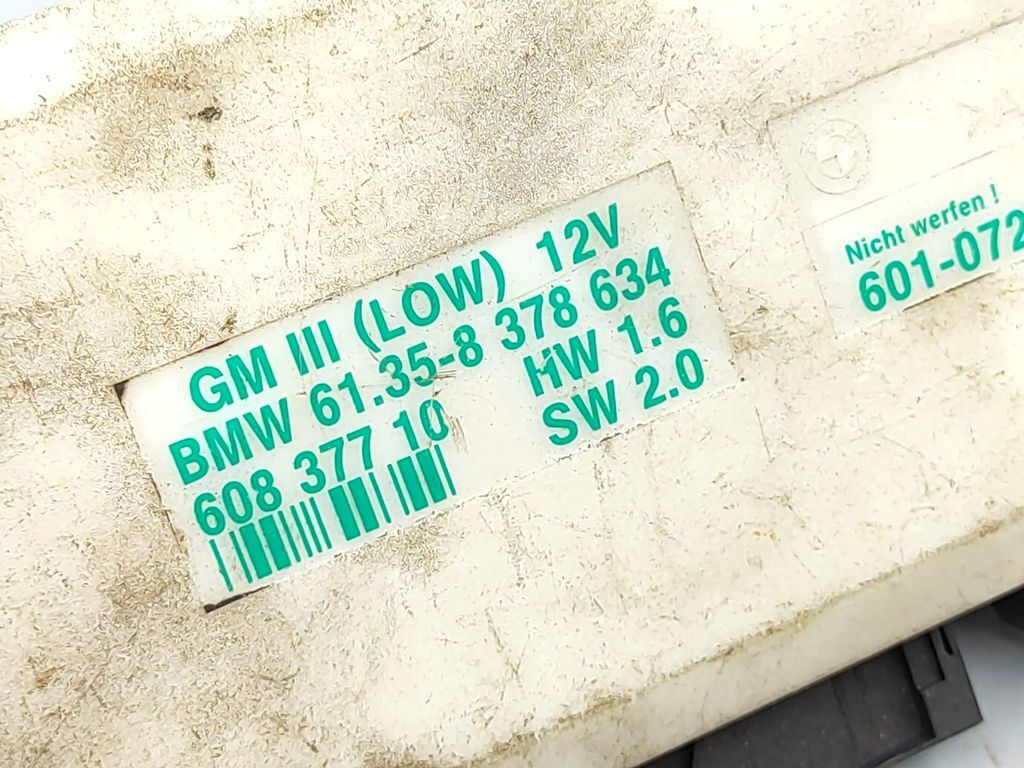 GM III (LOW) 12V
BMW 61.35-8 378 634
608 377 10 HW 1.6
SW 2.0
Nicht werfen !
601-072